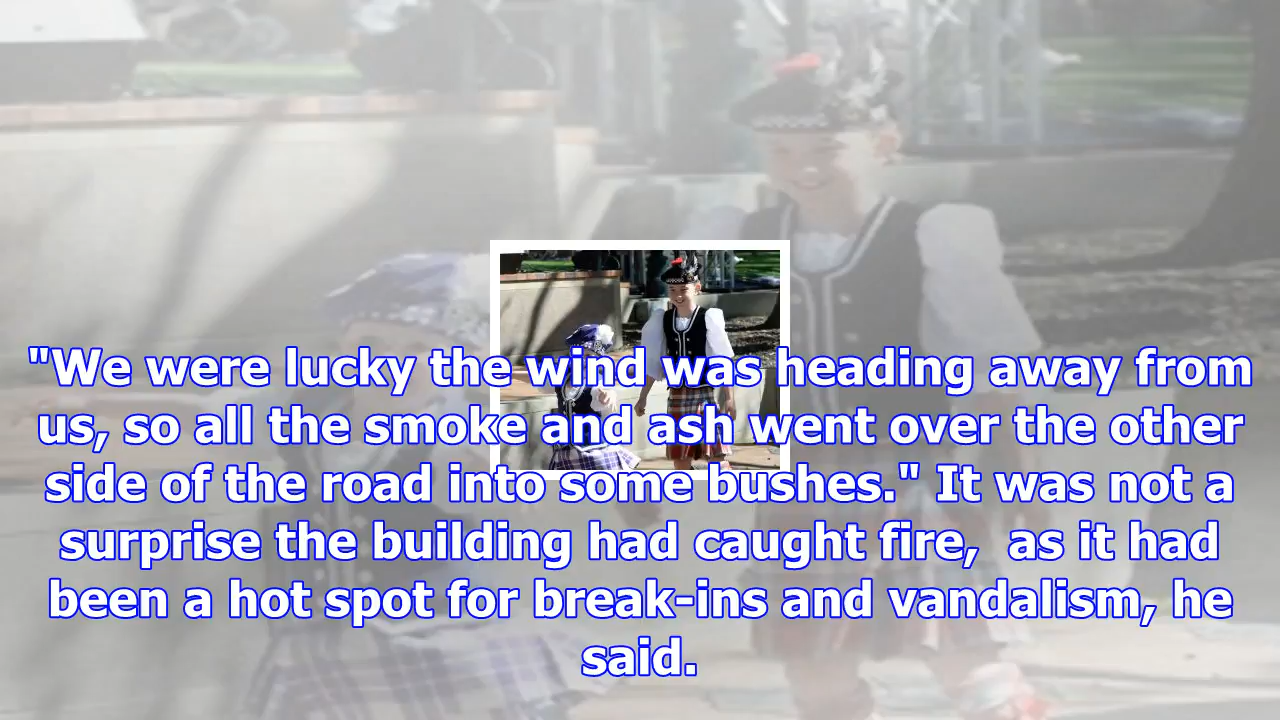 "We were lucky the wind was heading away from
us, so all the smoke and ash went over the other
side of the road into some bushes." It was not a
surprise the building had caught fire,  as it had
been a hot spot for break-ins and vandalism, he
said.